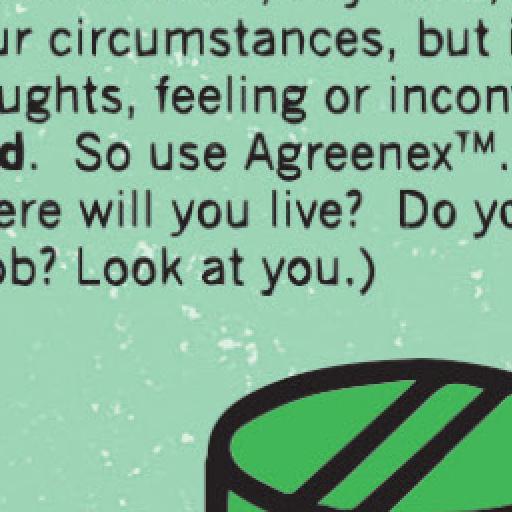 ur circumstances, but i
ughts, feeling or incon
d. So use Agreenex™.
ere will you live? Do yo
ob? Look at you.)